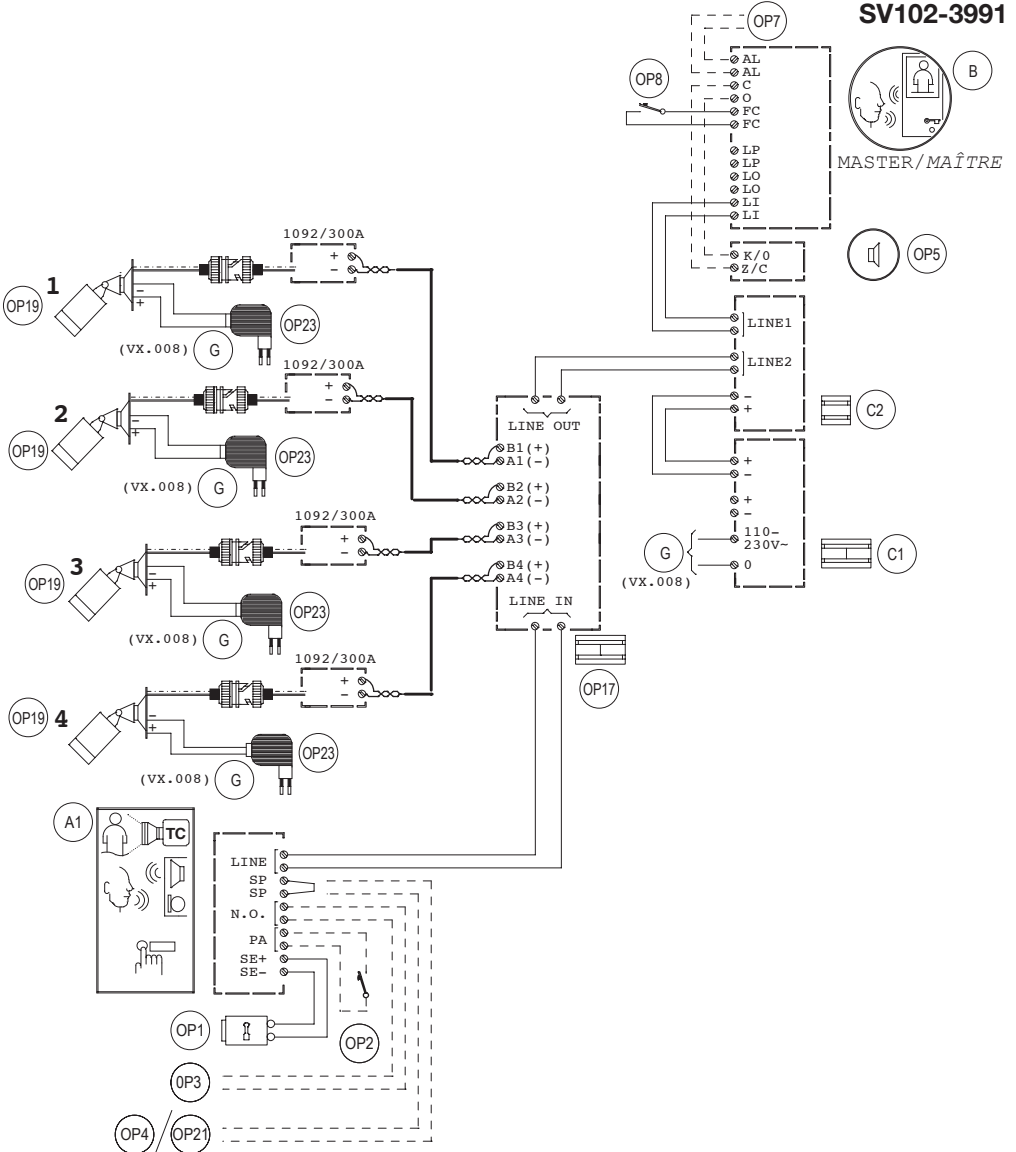 SV102-3991
OP7
AL
AL
C
O
FC
FC
LP
LP
LO
LO
LI
LI
OP8
B
MASTER/MAÎTRE
K/0
Z/C
OP5
LINE1
LINE2
–
+
C2
+
–
+
–
110–
230V~
0
G
(VX.008)
C1
1092/300A
+
–
1
OP19
–
+
OP23
(VX.008)
G
1092/300A
+
–
2
OP19
–
+
OP23
(VX.008)
G
1092/300A
+
–
3
OP19
–
+
OP23
(VX.008)
G
1092/300A
+
–
OP19
4
–
+
OP23
(VX.008)
G
LINE OUT
B1(+)
A1(–)
B2(+)
A2(–)
B3(+)
A3(–)
B4(+)
A4(–)
LINE IN
OP17
A1
TC
LINE
SP
SP
N.O.
PA
SE+
SE–
OP1
OP2
0P3
OP4/OP21